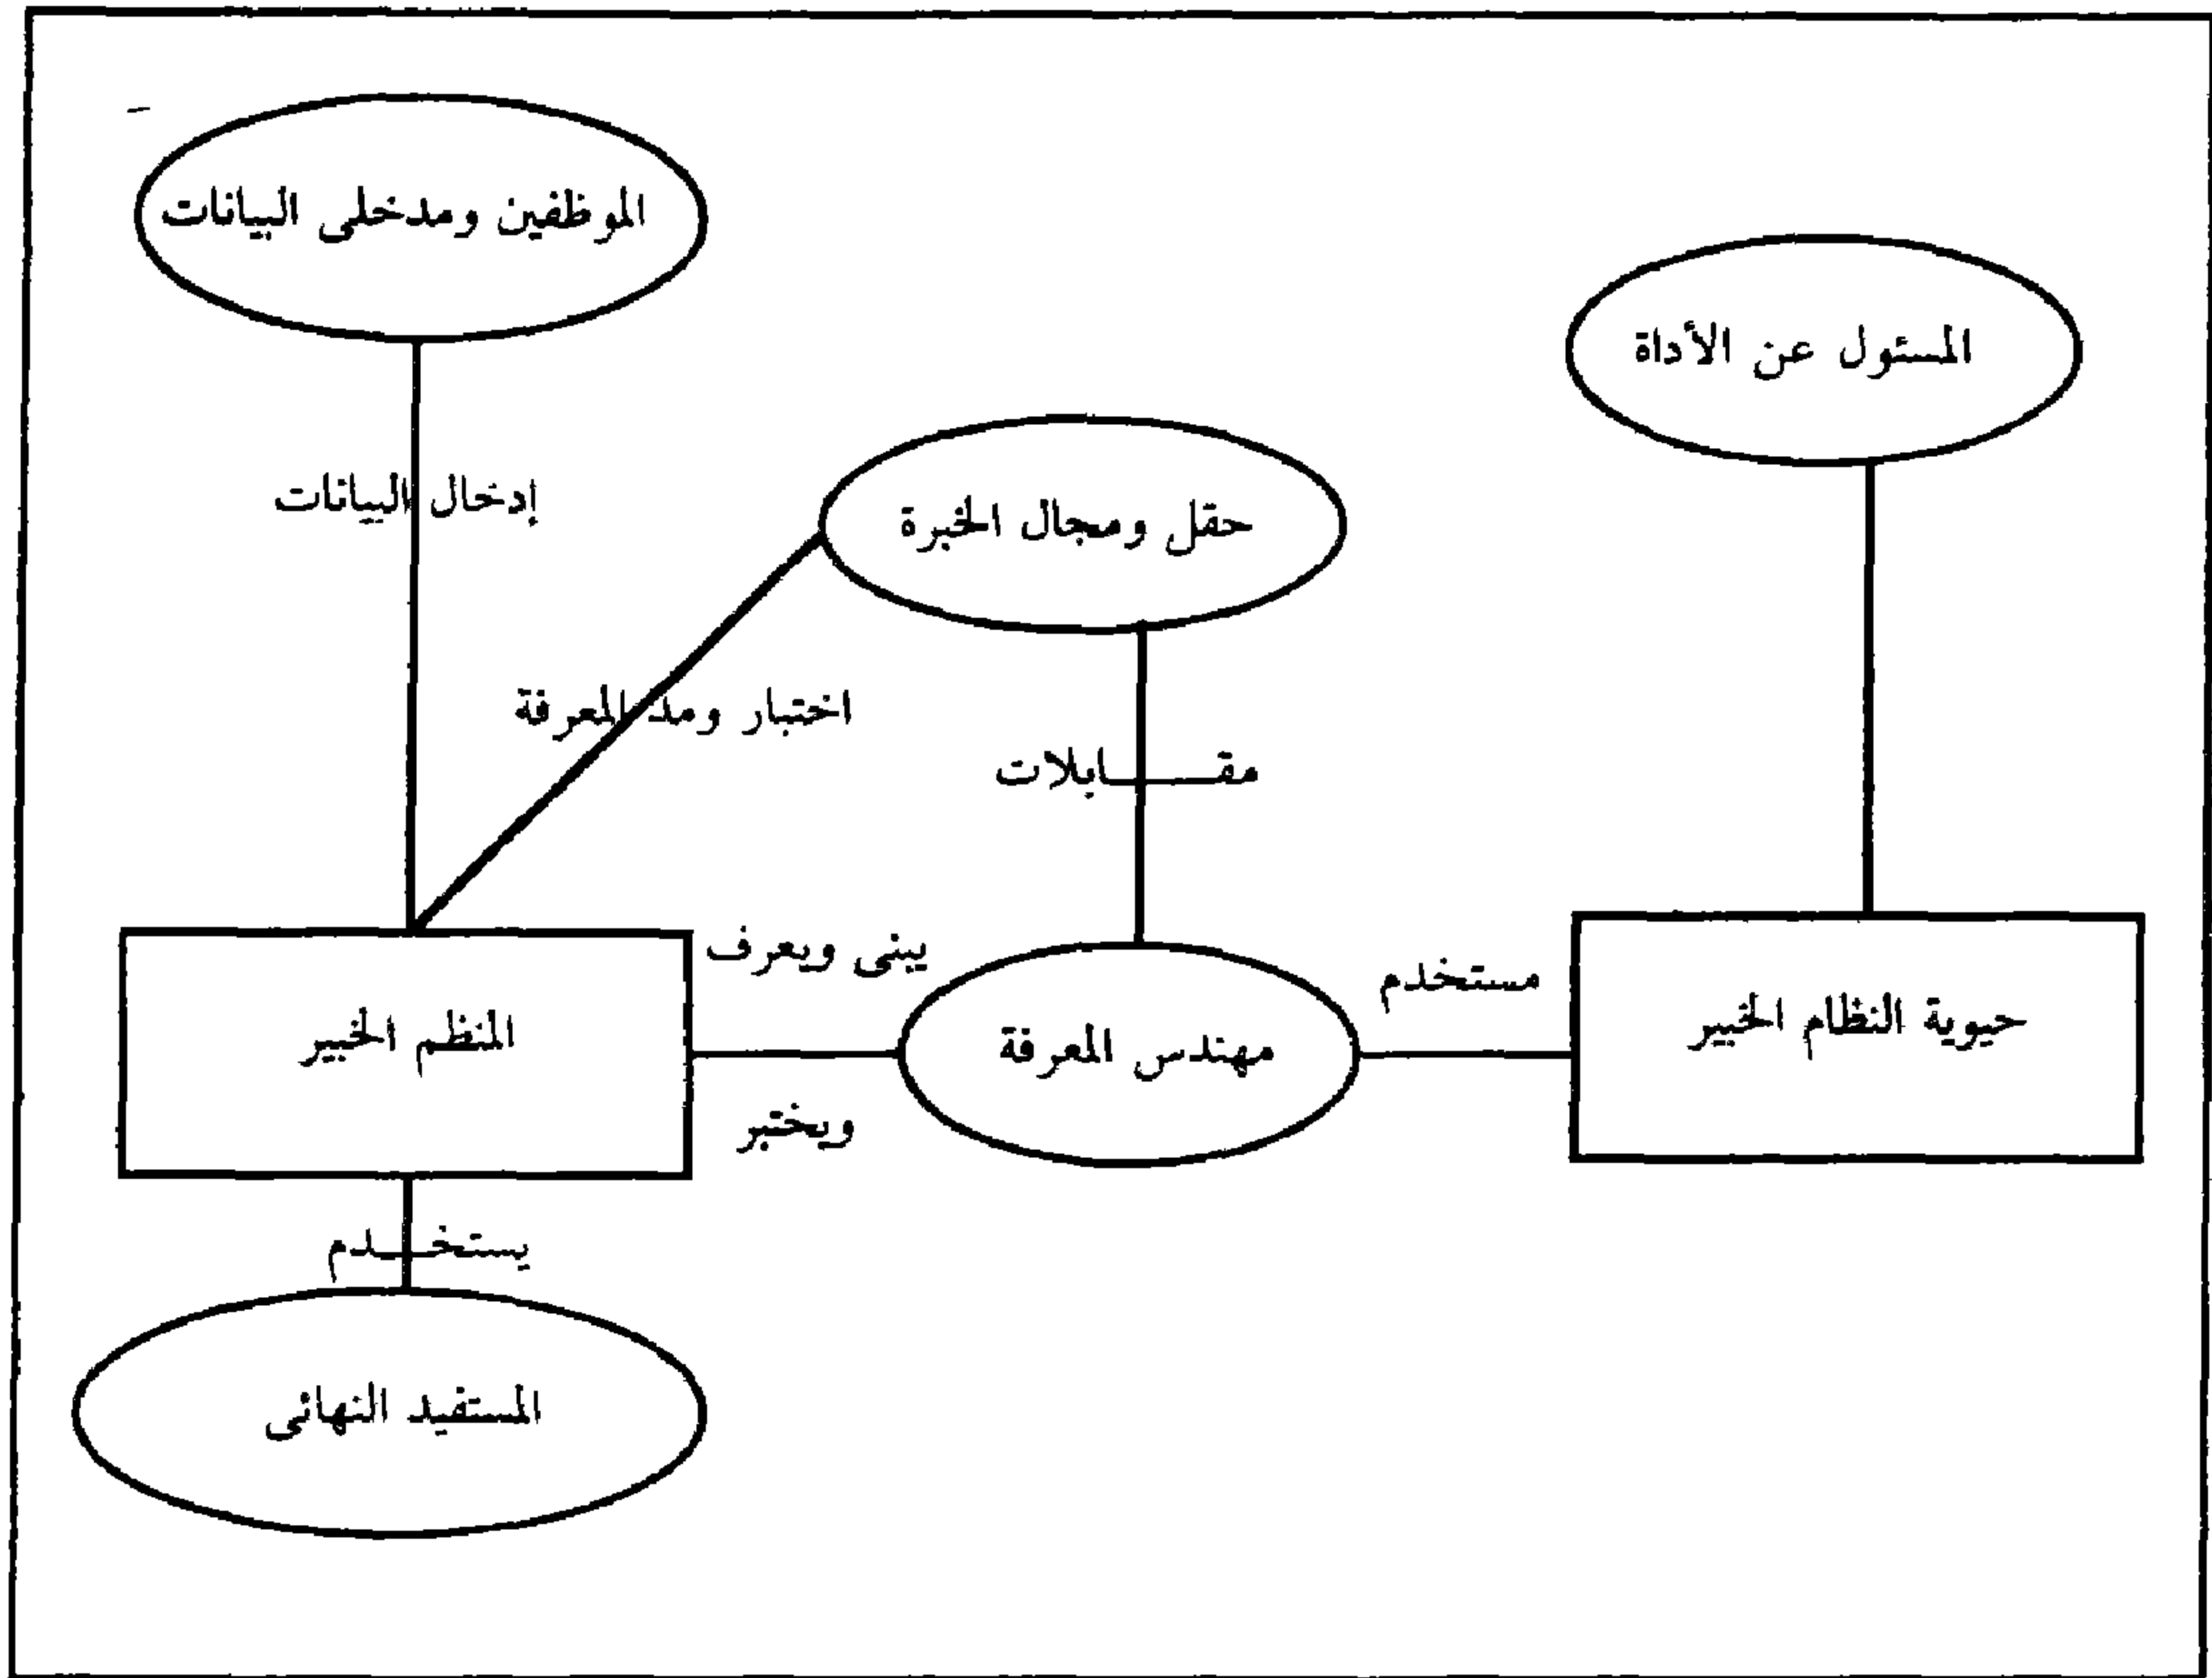 الموظفين ومدخلى البيانات
المسئول عن الأداة
إدخال البيانات
حقل ومجال الخبرة
اختبار ومد المعرفة
مقـــابلات
يبنى ويعرف
مستخدم
المنظم الخبير
مهندس المعرفة
حيوية النظام الخبير
ويختبر
يستخــدم
المستفيد النهائى